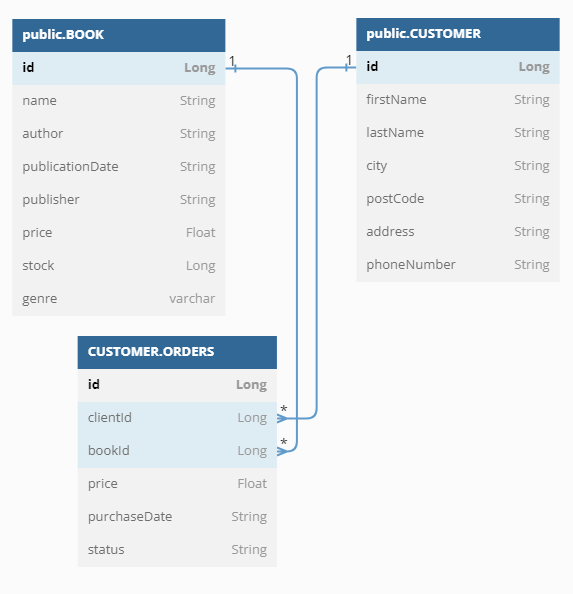 public.BOOK
id Long
name String
author String
publicationDate String
publisher String
price Float
stock Long
genre varchar
1
public.CUSTOMER
id Long
firstName String
lastName String
city String
postCode String
address String
phoneNumber String
1
CUSTOMER.ORDERS
id Long
clientId Long
*
bookId Long
*
price Float
purchaseDate String
status String